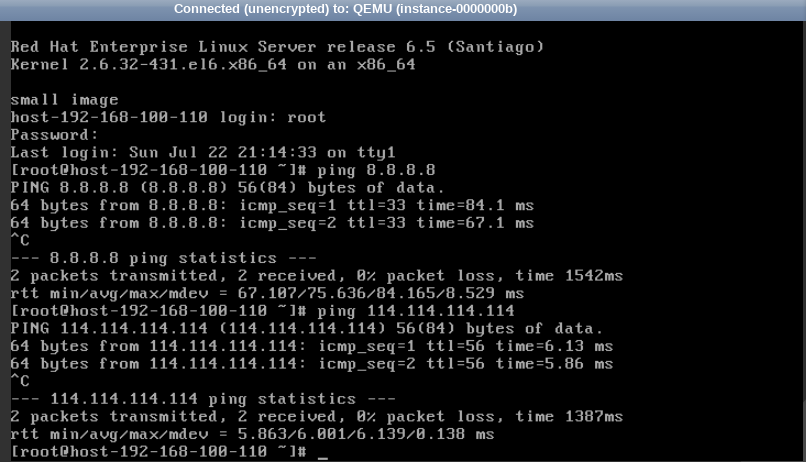 Connected (unencrypted) to: QEMU (instance-0000000b)
Red Hat Enterprise Linux Server release 6.5 (Santiago)
Kernel 2.6.32-431.el6.x86_64 on an x86_64
small image
host-192-168-100-110 login: root
Password:
Last login: Sun Jul 22 21:14:33 on tty1
[root@host-192-168-100-110 ~]# ping 8.8.8.8
PING 8.8.8.8 (8.8.8.8) 56(84) bytes of data.
64 bytes from 8.8.8.8: icmp_seq=1 ttl=33 time=84.1 ms
64 bytes from 8.8.8.8: icmp_seq=2 ttl=33 time=67.1 ms
^C
--- 8.8.8.8 ping statistics ---
2 packets transmitted, 2 received, 0% packet loss, time 1542ms
rtt min/avg/max/mdev = 67.107/75.636/84.165/8.529 ms
[root@host-192-168-100-110 ~]# ping 114.114.114.114
PING 114.114.114.114 (114.114.114.114) 56(84) bytes of data.
64 bytes from 114.114.114.114: icmp_seq=1 ttl=56 time=6.13 ms
64 bytes from 114.114.114.114: icmp_seq=2 ttl=56 time=5.86 ms
^C
--- 114.114.114.114 ping statistics ---
2 packets transmitted, 2 received, 0% packet loss, time 1387ms
rtt min/avg/max/mdev = 5.863/6.001/6.139/0.138 ms
[root@host-192-168-100-110 ~]# _